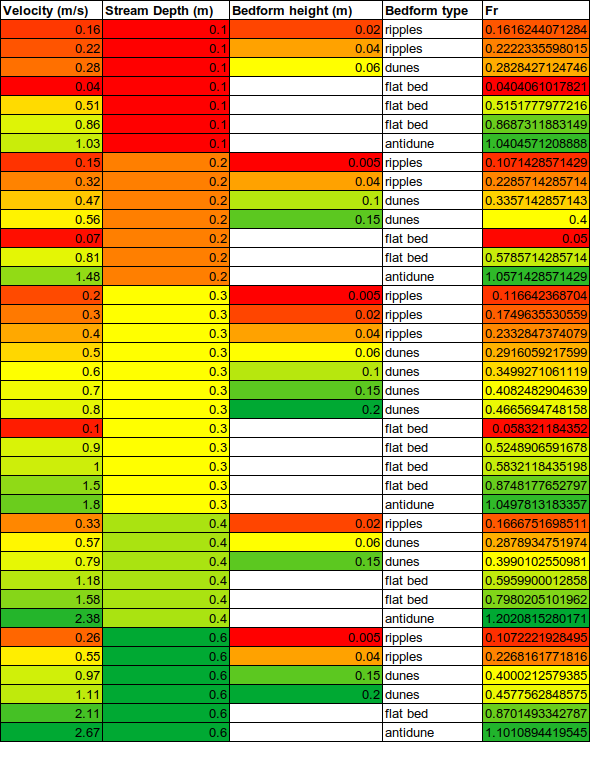 Velocity (m/s) Stream Depth (m) Bedform height (m) Bedform type Fr
0.16 0.1 0.02 ripples 0.1616244071284
0.22 0.1 0.04 ripples 0.2222335598015
0.28 0.1 0.06 dunes 0.2828427124746
0.04 0.1 flat bed 0.0404061017821
0.51 0.1 flat bed 0.5151777977216
0.86 0.1 flat bed 0.8687311883149
1.03 0.1 antidune 1.0404571208888
0.15 0.2 0.005 ripples 0.1071428571429
0.32 0.2 0.04 ripples 0.2285714285714
0.47 0.2 0.1 dunes 0.3357142857143
0.56 0.2 0.15 dunes 0.4
0.07 0.2 flat bed 0.05
0.81 0.2 flat bed 0.5785714285714
1.48 0.2 antidune 1.0571428571429
0.2 0.3 0.005 ripples 0.116642368704
0.3 0.3 0.02 ripples 0.1749635530559
0.4 0.3 0.04 ripples 0.2332847374079
0.5 0.3 0.06 dunes 0.2916059217599
0.6 0.3 0.1 dunes 0.3499271061119
0.7 0.3 0.15 dunes 0.4082482904639
0.8 0.3 0.2 dunes 0.4665694748158
0.1 0.3 flat bed 0.058321184352
0.9 0.3 flat bed 0.5248906591678
1 0.3 flat bed 0.5832118435198
1.5 0.3 flat bed 0.8748177652797
1.8 0.3 antidune 1.0497813183357
0.33 0.4 0.02 ripples 0.1666751698511
0.57 0.4 0.06 dunes 0.2878934751974
0.79 0.4 0.15 dunes 0.3990102550981
1.18 0.4 flat bed 0.5959900012858
1.58 0.4 flat bed 0.7980205101962
2.38 0.4 antidune 1.2020815280171
0.26 0.6 0.005 ripples 0.1072221928495
0.55 0.6 0.04 ripples 0.2268161771816
0.97 0.6 0.15 dunes 0.4000212579385
1.11 0.6 0.2 dunes 0.4577562848575
2.11 0.6 flat bed 0.8701493342787
2.67 0.6 antidune 1.1010894419545